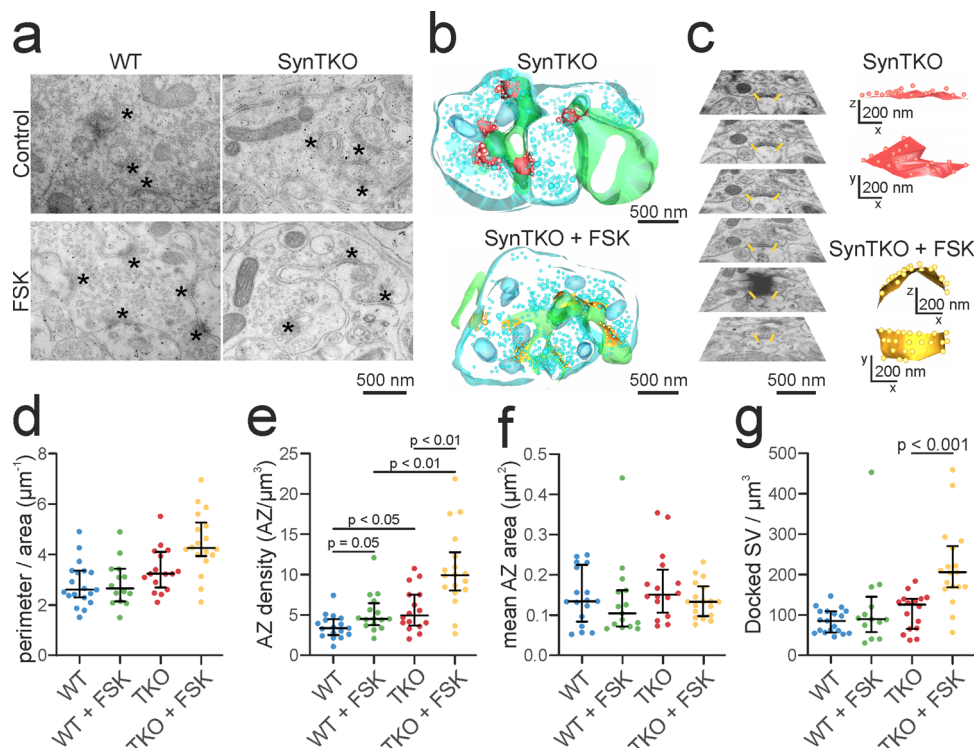 a
WT
SynTKO
Control
FSK
500 nm
b
SynTKO
500 nm
SynTKO + FSK
500 nm
c
500 nm
SynTKO
z
200 nm
x
y
200 nm
x
SynTKO + FSK
z
200 nm
x
y
200 nm
x
d
perimeter / area (µm⁻¹)
8
6
4
2
0
WT
WT + FSK
TKO
TKO + FSK
e
AZ density (AZ/µm³)
25
20
15
10
5
0
p < 0.01
p < 0.01
p < 0.05
p = 0.05
WT
WT + FSK
TKO
TKO + FSK
f
mean AZ area (µm²)
0.5
0.4
0.3
0.2
0.1
0.0
WT
WT + FSK
TKO
TKO + FSK
g
Docked SV / µm³
500
400
300
200
100
0
p < 0.001
WT
WT + FSK
TKO
TKO + FSK